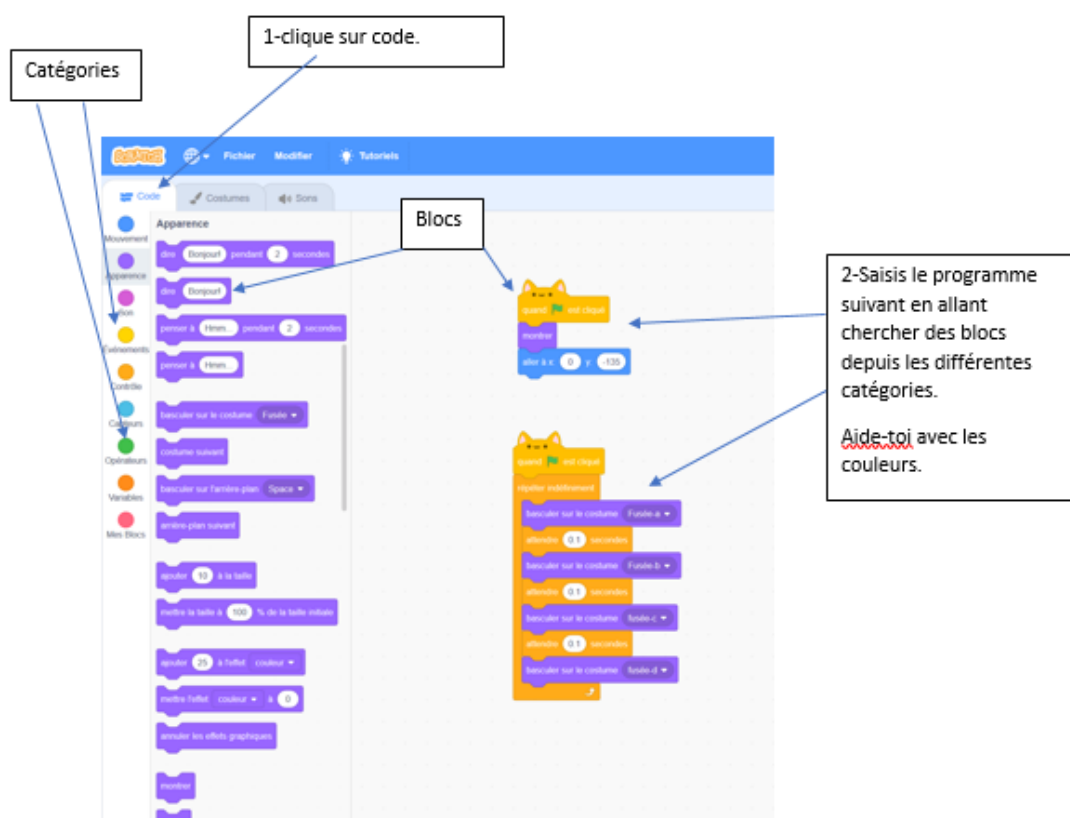 1-clique sur code.
Catégories
SCRATCH
Fichier
Modifier
Tutoriels
Code
Costumes
Sons
Mouvement
Apparence
Son
Événements
Contrôle
Capteurs
Opérateurs
Variables
Mes Blocs
Apparence
dire Bonjour! pendant 2 secondes
dire Bonjour!
penser à Hmm... pendant 2 secondes
penser à Hmm...
basculer sur le costume Fusée
costume suivant
basculer sur l'arrière-plan Space
arrière-plan suivant
ajouter 10 à la taille
mettre la taille à 100 % de la taille initiale
ajouter 25 à l'effet couleur
mettre l'effet couleur à 0
annuler les effets graphiques
montrer
Blocs
quand est cliqué
montrer
aller à x: 0 y: -135
quand est cliqué
répéter indéfiniment
basculer sur le costume Fusée-a
attendre 0.1 secondes
basculer sur le costume Fusée-b
attendre 0.1 secondes
basculer sur le costume fusée-c
attendre 0.1 secondes
basculer sur le costume fusée-d
2-Saisis le programme
suivant en allant
chercher des blocs
depuis les différentes
catégories.
Aide-toi avec les
couleurs.